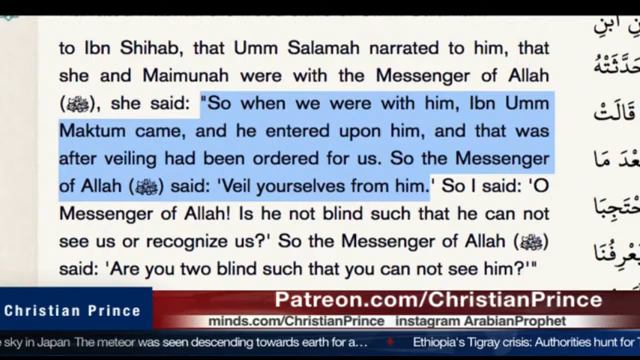 to Ibn Shihab, that Umm Salamah narrated to him, that
she and Maimunah were with the Messenger of Allah
(ﷺ), she said: "So when we were with him, Ibn Umm
Maktum came, and he entered upon him, and that was
after veiling had been ordered for us. So the Messenger
of Allah (ﷺ) said: 'Veil yourselves from him.' So I said: 'O
Messenger of Allah! Is he not blind such that he can not
see us or recognize us?' So the Messenger of Allah (ﷺ)
said: 'Are you two blind such that you can not see him?'"
عَنِ ابْنِ
حَدَّثَتْهُ
قَالَتْ
بَعْدَ مَا
احْتَجِبَا
يَعْرِفُنَا
Christian Prince
Patreon.com/ChristianPrince
minds.com/ChristianPrince instagram ArabianProphet
e sky in Japan The meteor was seen descending towards earth for a... Ethiopia's Tigray crisis: Authorities hunt for